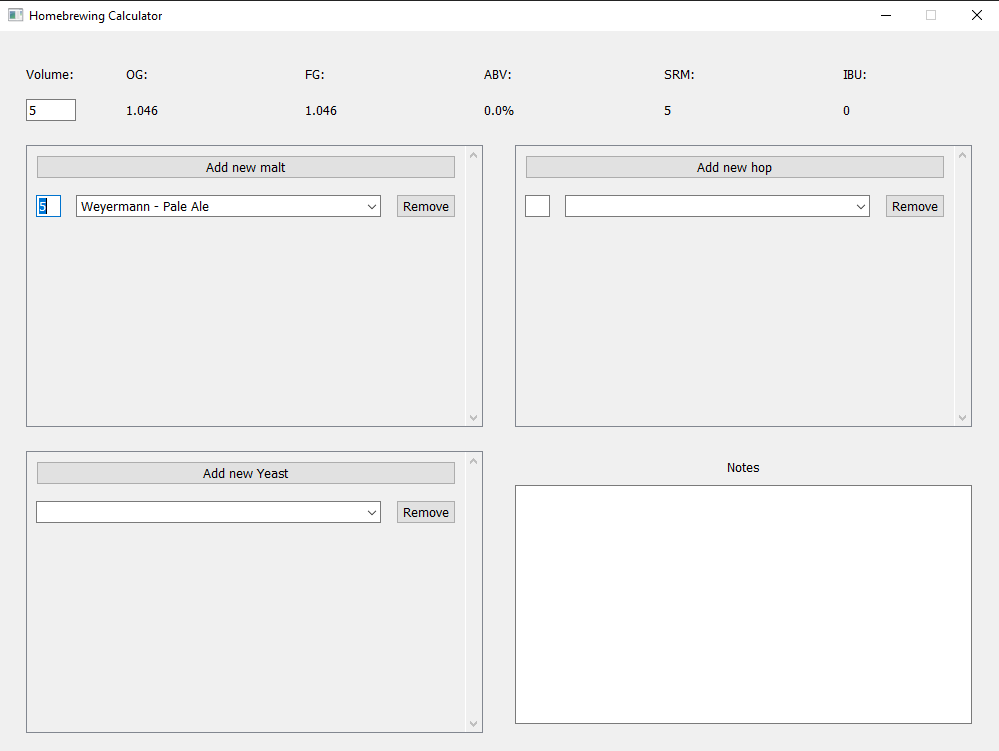 Homebrewing Calculator
Volume: OG: FG: ABV: SRM: IBU:
5 1.046 1.046 0.0% 5 0
Add new malt
5 Weyermann - Pale Ale Remove
Add new hop
Remove
Add new Yeast
Remove
Notes